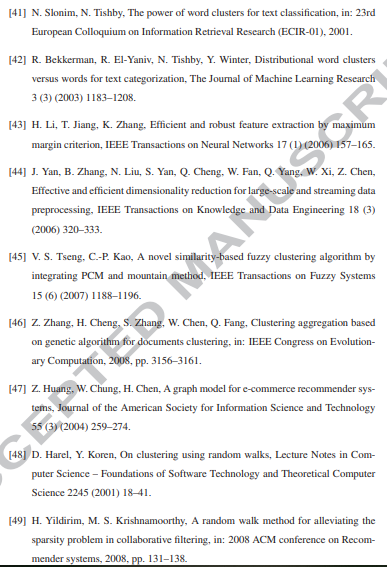 [41] N. Slonim, N. Tishby, The power of word clusters for text classification, in: 23rd
European Colloquium on Information Retrieval Research (ECIR-01), 2001.
[42] R. Bekkerman, R. El-Yaniv, N. Tishby, Y. Winter, Distributional word clusters
versus words for text categorization, The Journal of Machine Learning Research
3 (3) (2003) 1183–1208.
[43] H. Li, T. Jiang, K. Zhang, Efficient and robust feature extraction by maximum
margin criterion, IEEE Transactions on Neural Networks 17 (1) (2006) 157–165.
[44] J. Yan, B. Zhang, N. Liu, S. Yan, Q. Cheng, W. Fan, Q. Yang, W. Xi, Z. Chen,
Effective and efficient dimensionality reduction for large-scale and streaming data
preprocessing, IEEE Transactions on Knowledge and Data Engineering 18 (3)
(2006) 320–333.
[45] V. S. Tseng, C.-P. Kao, A novel similarity-based fuzzy clustering algorithm by
integrating PCM and mountain method, IEEE Transactions on Fuzzy Systems
15 (6) (2007) 1188–1196.
[46] Z. Zhang, H. Cheng, S. Zhang, W. Chen, Q. Fang, Clustering aggregation based
on genetic algorithm for documents clustering, in: IEEE Congress on Evolution-
ary Computation, 2008, pp. 3156–3161.
[47] Z. Huang, W. Chung, H. Chen, A graph model for e-commerce recommender sys-
tems, Journal of the American Society for Information Science and Technology
55 (3) (2004) 259–274.
[48] D. Harel, Y. Koren, On clustering using random walks, Lecture Notes in Com-
puter Science – Foundations of Software Technology and Theoretical Computer
Science 2245 (2001) 18–41.
[49] H. Yildirim, M. S. Krishnamoorthy, A random walk method for alleviating the
sparsity problem in collaborative filtering, in: 2008 ACM conference on Recom-
mender systems, 2008, pp. 131–138.
CEPTED MANUSCRI